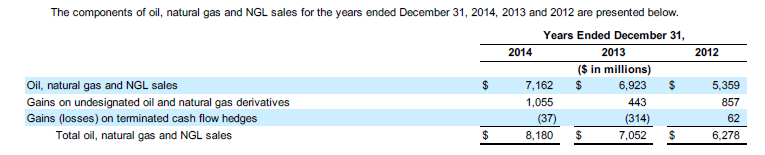 The components of oil, natural gas and NGL sales for the years ended December 31, 2014, 2013 and 2012 are presented below.
Years Ended December 31,
2014 2013 2012
($ in millions)
Oil, natural gas and NGL sales $ 7,162 $ 6,923 $ 5,359
Gains on undesignated oil and natural gas derivatives 1,055 443 857
Gains (losses) on terminated cash flow hedges (37) (314) 62
Total oil, natural gas and NGL sales $ 8,180 $ 7,052 $ 6,278